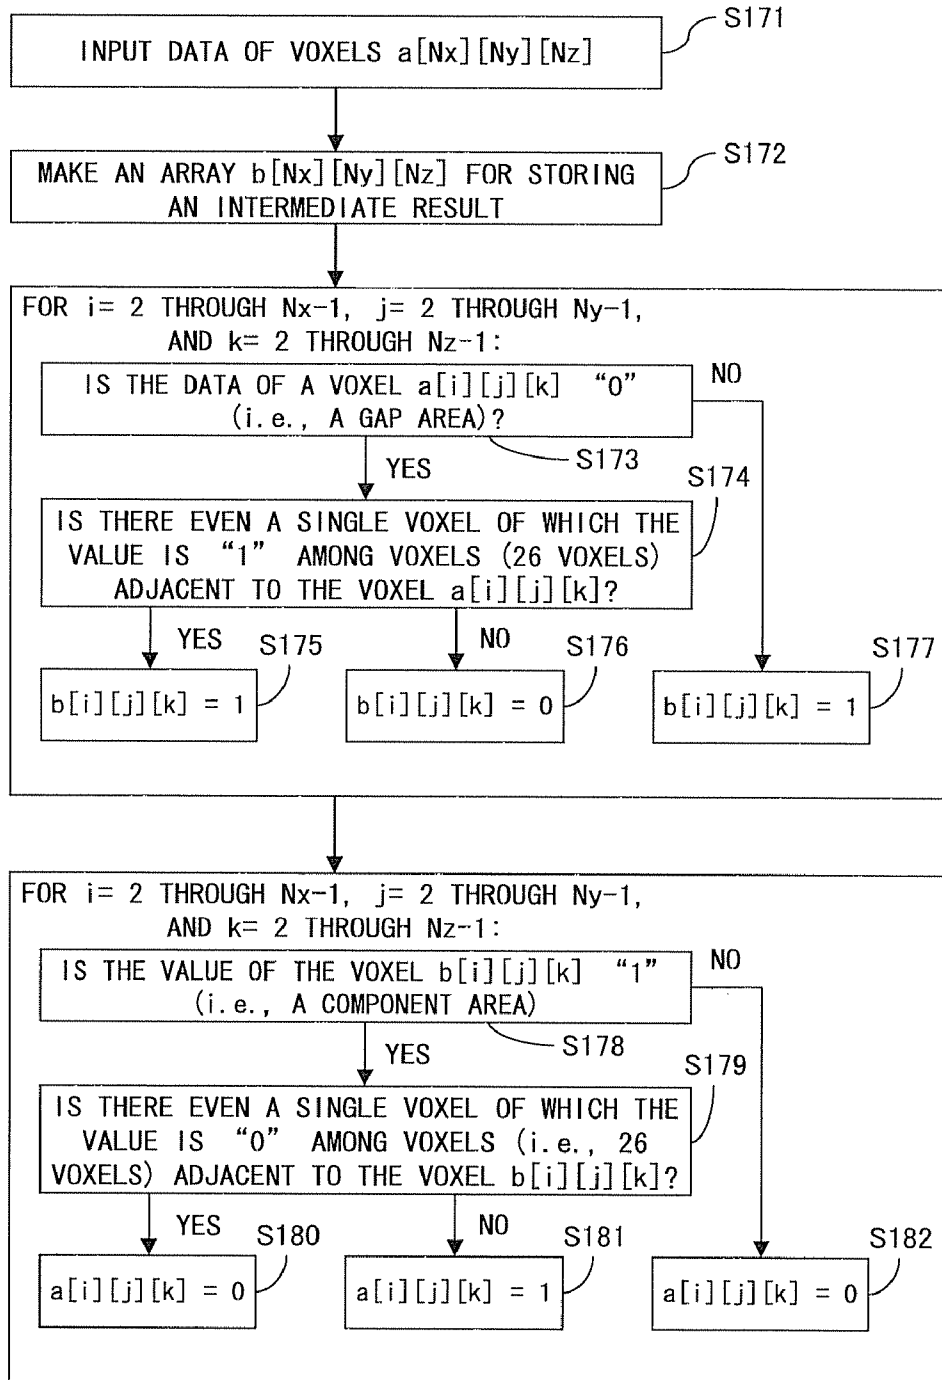 S171
INPUT DATA OF VOXELS a[Nx][Ny][Nz]
S172
MAKE AN ARRAY b[Nx][Ny][Nz] FOR STORING
AN INTERMEDIATE RESULT
FOR i= 2 THROUGH Nx-1, j= 2 THROUGH Ny-1,
AND k= 2 THROUGH Nz-1:
IS THE DATA OF A VOXEL a[i][j][k] “0”
(i.e., A GAP AREA)?
NO
S173
YES
S174
IS THERE EVEN A SINGLE VOXEL OF WHICH THE
VALUE IS “1” AMONG VOXELS (26 VOXELS)
ADJACENT TO THE VOXEL a[i][j][k]?
YES
S175
NO
S176
S177
b[i][j][k] = 1
b[i][j][k] = 0
b[i][j][k] = 1
FOR i= 2 THROUGH Nx-1, j= 2 THROUGH Ny-1,
AND k= 2 THROUGH Nz-1:
IS THE VALUE OF THE VOXEL b[i][j][k] “1”
(i.e., A COMPONENT AREA)
NO
S178
YES
S179
IS THERE EVEN A SINGLE VOXEL OF WHICH THE
VALUE IS “0” AMONG VOXELS (i.e., 26
VOXELS) ADJACENT TO THE VOXEL b[i][j][k]?
YES
S180
NO
S181
S182
a[i][j][k] = 0
a[i][j][k] = 1
a[i][j][k] = 0